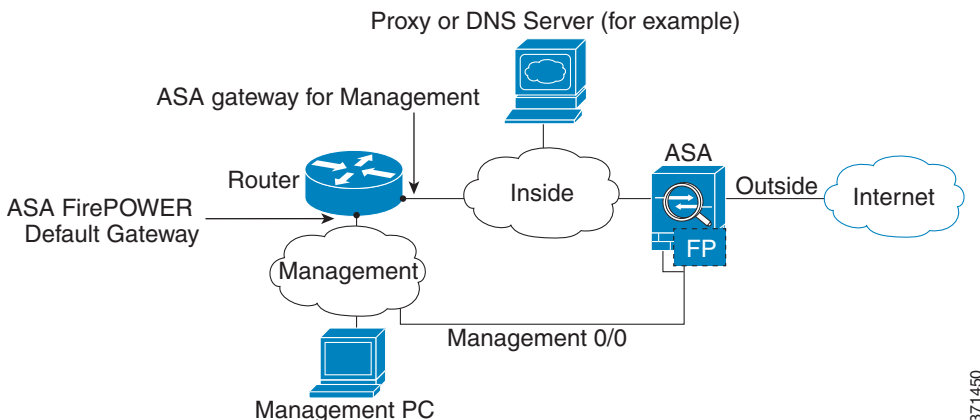 Proxy or DNS Server (for example)
ASA gateway for Management
ASA
Router
Inside
Outside
Internet
ASA FirePOWER
Default Gateway
FP
Management
Management 0/0
Management PC
371450